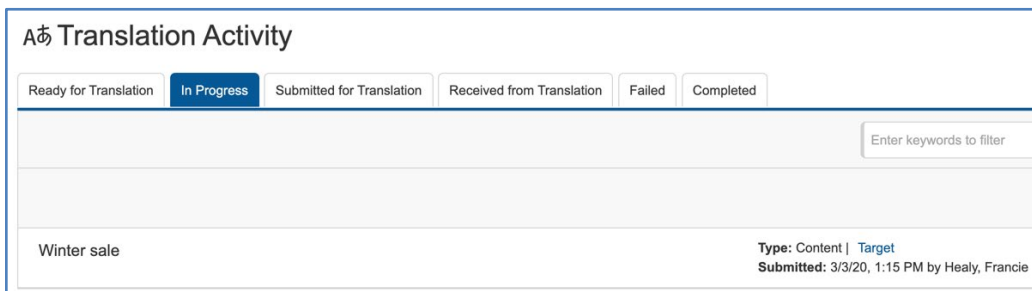 Aあ Translation Activity
Ready for Translation In Progress Submitted for Translation Received from Translation Failed Completed
Enter keywords to filter
Winter sale
Type: Content | Target
Submitted: 3/3/20, 1:15 PM by Healy, Francie